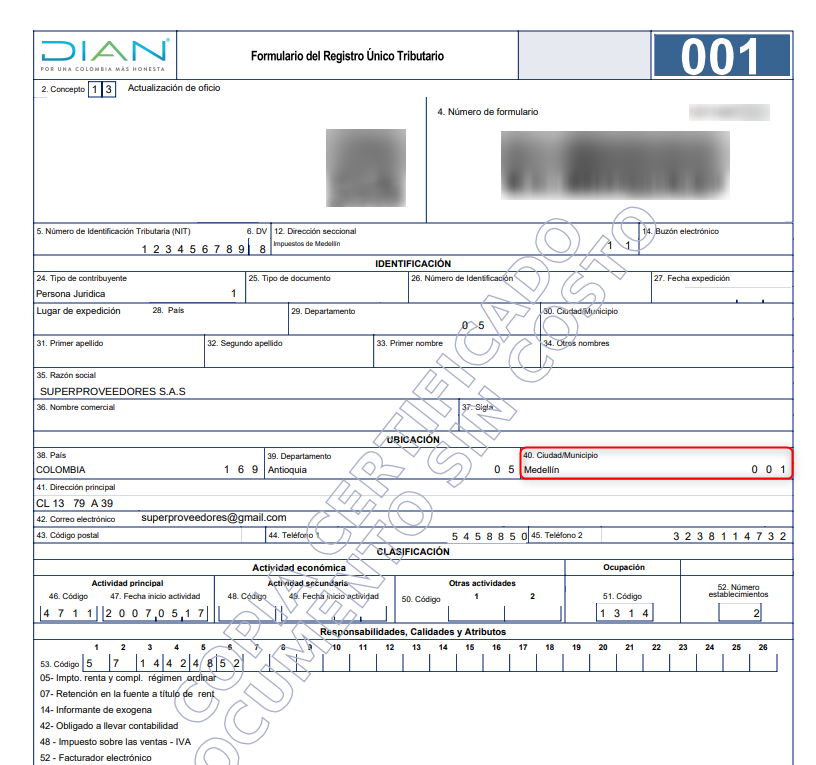 DIAN
POR UNA COLOMBIA MÁS HONESTA
Formulario del Registro Único Tributario
001
2. Concepto 1 3 Actualización de oficio
4. Número de formulario
5. Número de Identificación Tributaria (NIT) 6. DV 12. Dirección seccional 14. Buzón electrónico
1 2 3 4 5 6 7 8 9 8 Impuestos de Medellín 1 1
IDENTIFICACIÓN
24. Tipo de contribuyente 25. Tipo de documento 26. Número de Identificación 27. Fecha expedición
Persona Juridica 1
Lugar de expedición 28. País 29. Departamento 30. Ciudad/Municipio
0 5
31. Primer apellido 32. Segundo apellido 33. Primer nombre 34. Otros nombres
35. Razón social
SUPERPROVEEDORES S.A.S
36. Nombre comercial 37. Sigla
UBICACIÓN
38. País 39. Departamento 40. Ciudad/Municipio
COLOMBIA 1 6 9 Antioquia 0 5 Medellín 0 0 1
41. Dirección principal
CL 13 79 A 39
42. Correo electrónico superproveedores@gmail.com
43. Código postal 44. Teléfono 1 5 4 5 8 8 5 0 45. Teléfono 2 3 2 3 8 1 1 4 7 3 2
CLASIFICACIÓN
Actividad económica Ocupación
Actividad principal Actividad secundaria Otras actividades 52. Número establecimientos
46. Código 47. Fecha inicio actividad 48. Código 49. Fecha inicio actividad 50. Código 1 2 51. Código
4 7 1 1 2 0 0 7 0 5 1 7 1 3 1 4 2
Responsabilidades, Calidades y Atributos
1 2 3 4 5 6 7 8 9 10 11 12 13 14 15 16 17 18 19 20 21 22 23 24 25 26
53. Código 5 7 1 4 4 2 4 8 5 2
05- Impto. renta y compl. régimen ordinar
07- Retención en la fuente a título de rent
14- Informante de exogena
42- Obligado a llevar contabilidad
48 - Impuesto sobre las ventas - IVA
52 - Facturador electrónico
COPIA CERTIFICADO
DOCUMENTO SIN COSTO